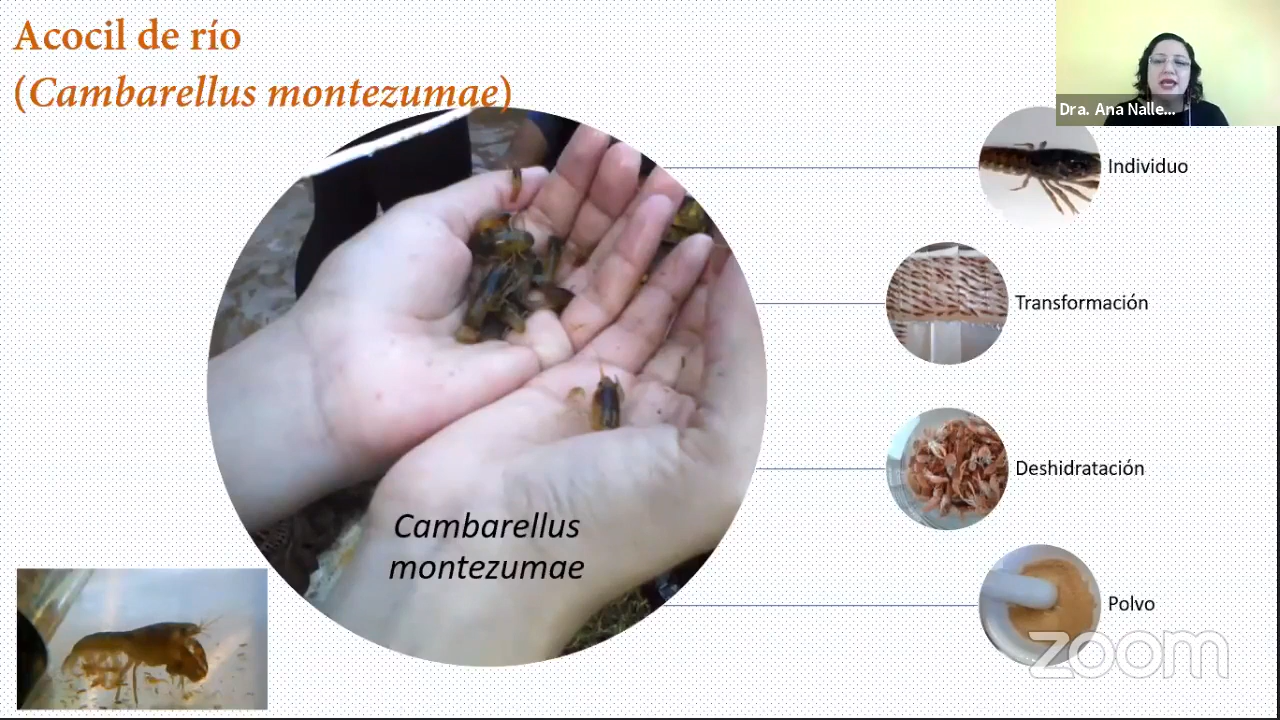 Acocil de río
(Cambarellus montezumae)
Dra. Ana Nalle...
Individuo
Transformación
Deshidratación
Cambarellus
montezumae
Polvo
zoom